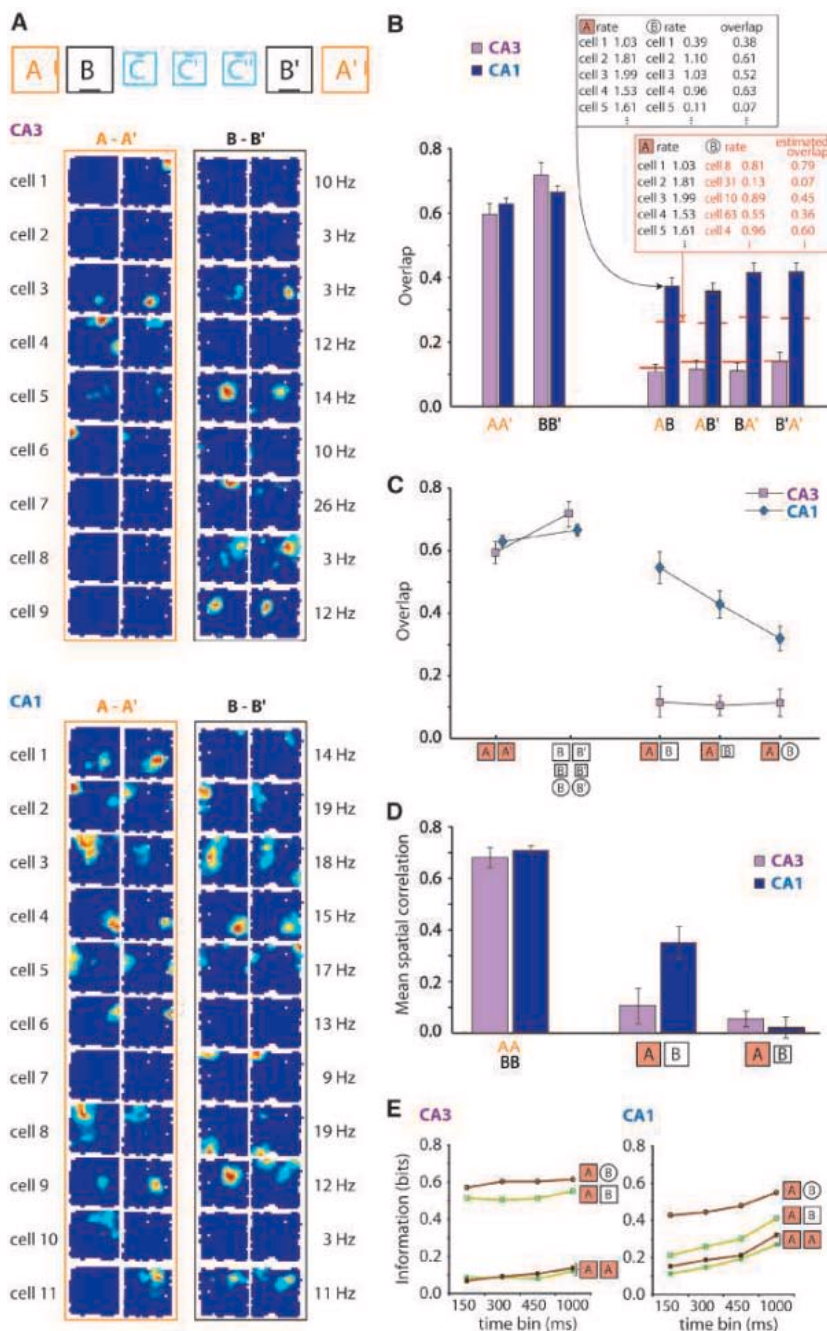 A
A B C C' C'' B' A'
CA3
A - A' B - B'
cell 1 10 Hz
cell 2 3 Hz
cell 3 3 Hz
cell 4 12 Hz
cell 5 14 Hz
cell 6 10 Hz
cell 7 26 Hz
cell 8 3 Hz
cell 9 12 Hz
CA1
A - A' B - B'
cell 1 14 Hz
cell 2 19 Hz
cell 3 18 Hz
cell 4 15 Hz
cell 5 17 Hz
cell 6 13 Hz
cell 7 9 Hz
cell 8 19 Hz
cell 9 12 Hz
cell 10 3 Hz
cell 11 11 Hz
B
CA3
CA1
A rate B rate overlap
cell 1 1.03 cell 1 0.39 0.38
cell 2 1.81 cell 2 1.10 0.61
cell 3 1.99 cell 3 1.03 0.52
cell 4 1.53 cell 4 0.96 0.63
cell 5 1.61 cell 5 0.11 0.07
A rate B rate estimated overlap
cell 1 1.03 cell 8 0.81 0.79
cell 2 1.81 cell 31 0.13 0.07
cell 3 1.99 cell 10 0.89 0.45
cell 4 1.53 cell 63 0.55 0.36
cell 5 1.61 cell 4 0.96 0.60
Overlap
0.8
0.6
0.4
0.2
0.0
AA' BB' AB AB' BA' B'A'
C
CA3
CA1
Overlap
0.8
0.6
0.4
0.2
0.0
A A' B B' A B A B A B
B B'
B B'
D
CA3
CA1
Mean spatial correlation
0.8
0.6
0.4
0.2
0.0
AA A B A B
BB
E
CA3
Information (bits)
0.8
0.6
0.4
0.2
0.0
A B
A B
A A
150 300 450 1000
time bin (ms)
CA1
0.8
0.6
0.4
0.2
0.0
A B
A B
A A
150 300 450 1000
time bin (ms)